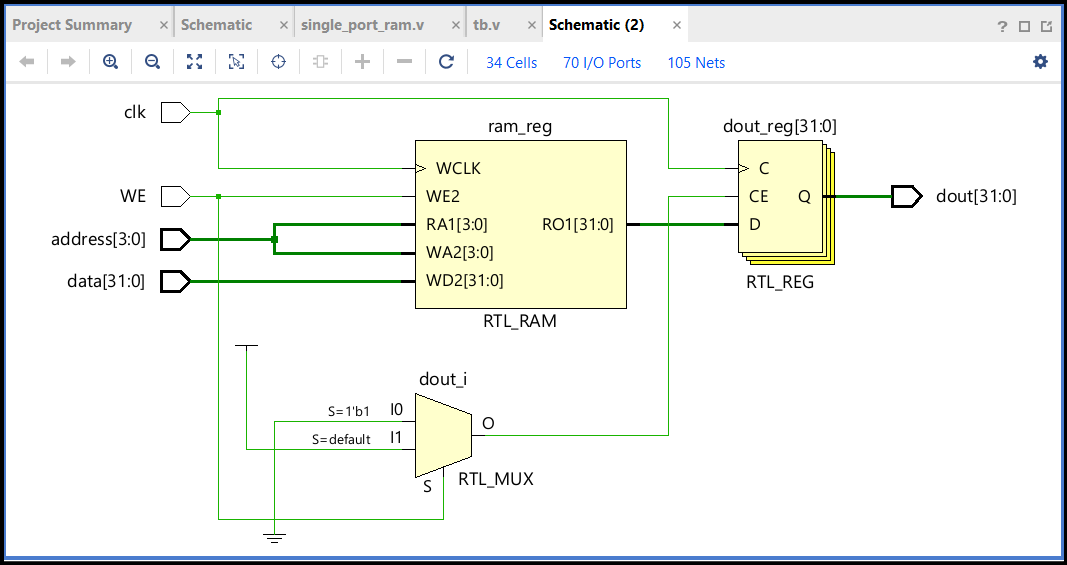 Project Summary × Schematic × single_port_ram.v × tb.v × Schematic (2) × ?
34 Cells 70 I/O Ports 105 Nets
clk
WE
address[3:0]
data[31:0]
ram_reg
WCLK
WE2
RA1[3:0]
WA2[3:0]
WD2[31:0]
RO1[31:0]
RTL_RAM
dout_reg[31:0]
C
CE
D
Q
RTL_REG
dout[31:0]
dout_i
S=1'b1 I0
S=default I1
O
S
RTL_MUX